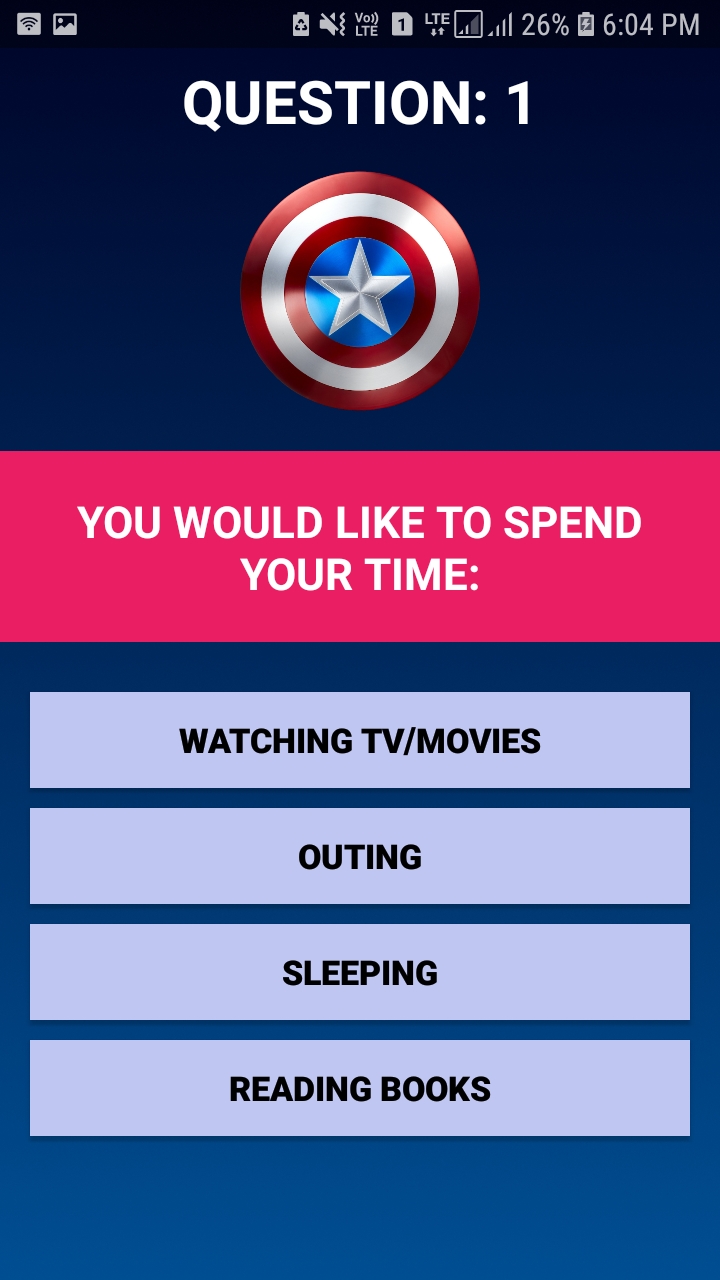 Vo)) LTE 1 LTE 26% 6:04 PM
QUESTION: 1
YOU WOULD LIKE TO SPEND
YOUR TIME:
WATCHING TV/MOVIES
OUTING
SLEEPING
READING BOOKS